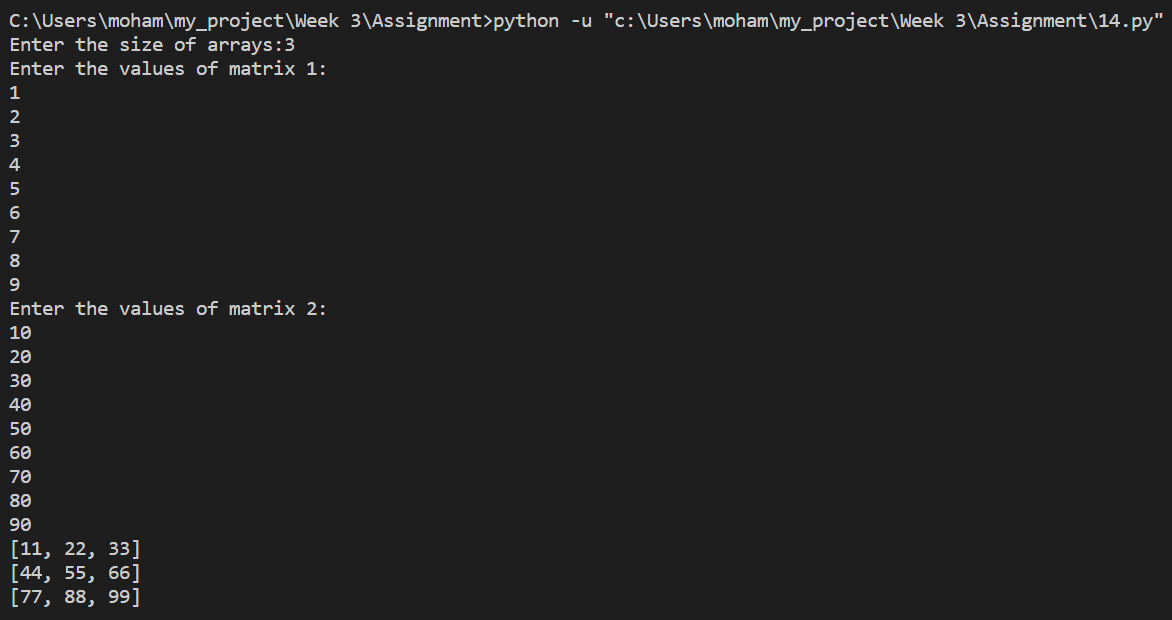 C:\Users\moham\my_project\Week 3\Assignment>python -u "c:\Users\moham\my_project\Week 3\Assignment\14.py"
Enter the size of arrays:3
Enter the values of matrix 1:
1
2
3
4
5
6
7
8
9
Enter the values of matrix 2:
10
20
30
40
50
60
70
80
90
[11, 22, 33]
[44, 55, 66]
[77, 88, 99]